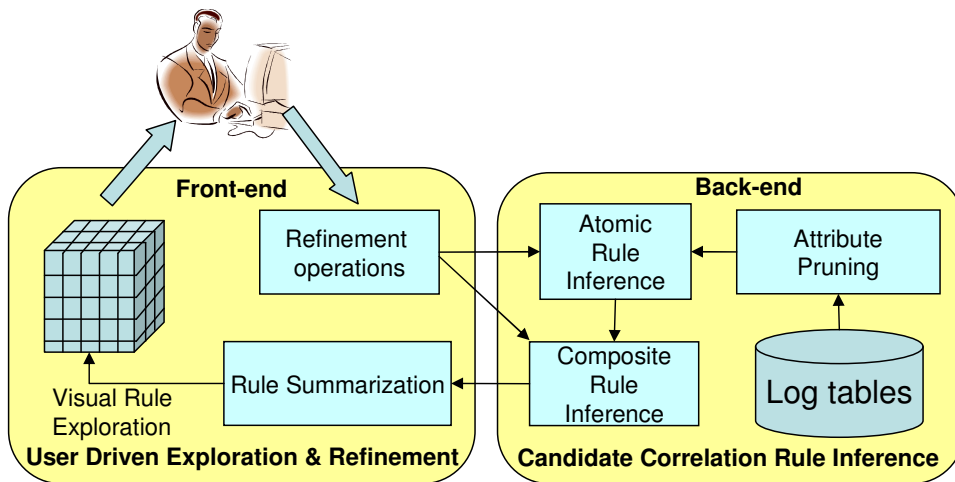 Front-end
Refinement
operations
Rule Summarization
Visual Rule
Exploration
User Driven Exploration & Refinement
Back-end
Atomic
Rule
Inference
Attribute
Pruning
Composite
Rule
Inference
Log tables
Candidate Correlation Rule Inference